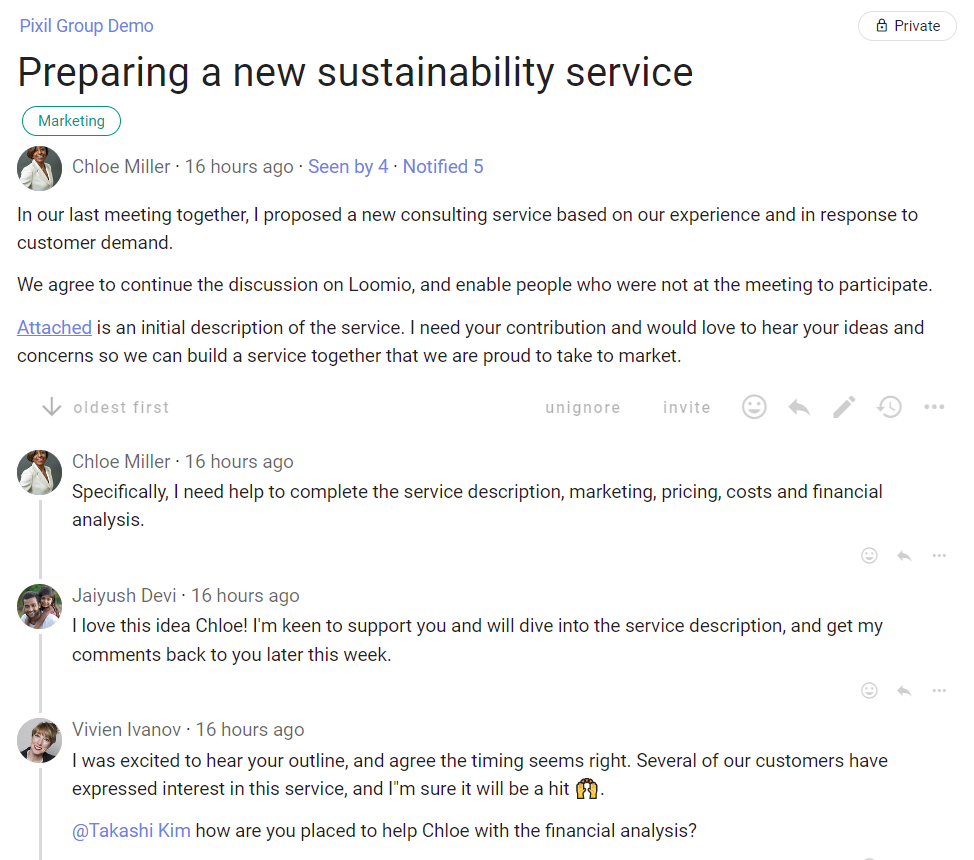 Pixil Group Demo
Private
Preparing a new sustainability service
Marketing
Chloe Miller · 16 hours ago · Seen by 4 · Notified 5
In our last meeting together, I proposed a new consulting service based on our experience and in response to
customer demand.
We agree to continue the discussion on Loomio, and enable people who were not at the meeting to participate.
Attached is an initial description of the service. I need your contribution and would love to hear your ideas and
concerns so we can build a service together that we are proud to take to market.
oldest first
unignore
invite
Chloe Miller · 16 hours ago
Specifically, I need help to complete the service description, marketing, pricing, costs and financial
analysis.
Jaiyush Devi · 16 hours ago
I love this idea Chloe! I'm keen to support you and will dive into the service description, and get my
comments back to you later this week.
Vivien Ivanov · 16 hours ago
I was excited to hear your outline, and agree the timing seems right. Several of our customers have
expressed interest in this service, and I"m sure it will be a hit 🙌.
@Takashi Kim how are you placed to help Chloe with the financial analysis?